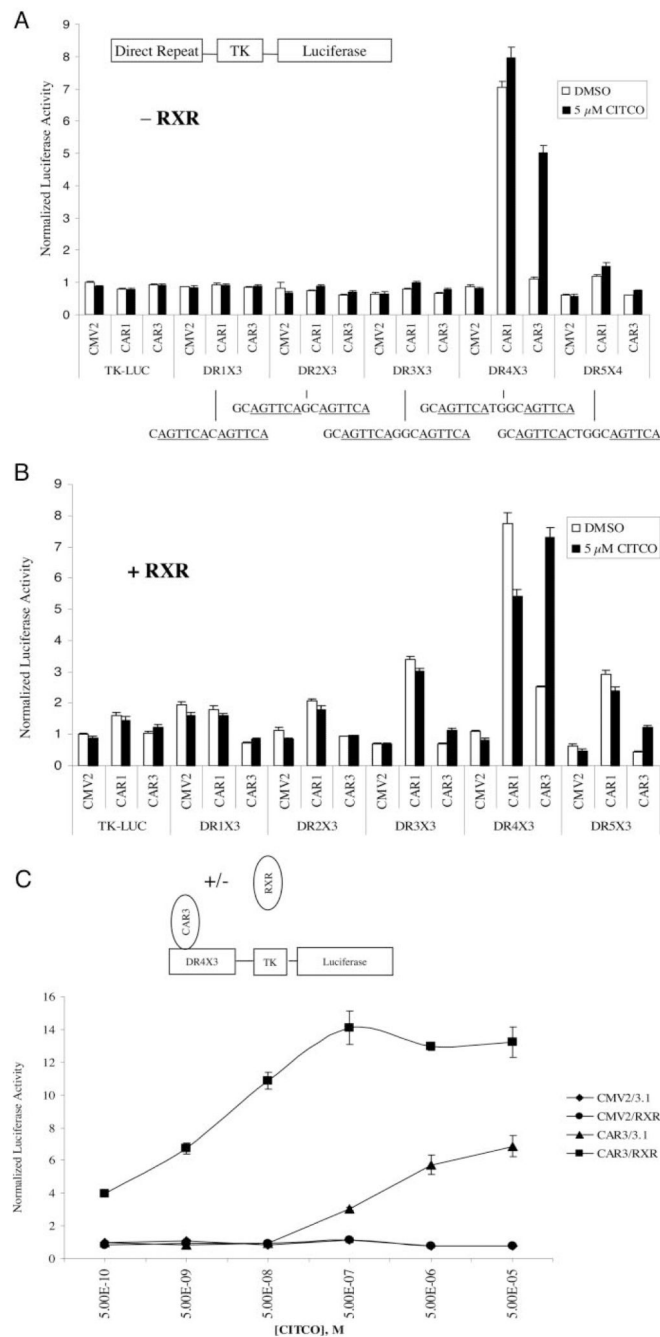 A
Direct Repeat TK Luciferase
– RXR
DMSO
5 µM CITCO
Normalized Luciferase Activity
9
8
7
6
5
4
3
2
1
0
CMV2 CAR1 CAR3 CMV2 CAR1 CAR3 CMV2 CAR1 CAR3 CMV2 CAR1 CAR3 CMV2 CAR1 CAR3 CMV2 CAR1 CAR3
TK-LUC DR1X3 DR2X3 DR3X3 DR4X3 DR5X4
GCAGTTCAGCAGTTCA GCAGTTCATGGCAGTTCA
CAGTTCACAGTTCA GCAGTTCAGGCAGTTCA GCAGTTCACTGGCAGTTCA
B
+ RXR
DMSO
5 µM CITCO
Normalized Luciferase Activity
9
8
7
6
5
4
3
2
1
0
CMV2 CAR1 CAR3 CMV2 CAR1 CAR3 CMV2 CAR1 CAR3 CMV2 CAR1 CAR3 CMV2 CAR1 CAR3 CMV2 CAR1 CAR3
TK-LUC DR1X3 DR2X3 DR3X3 DR4X3 DR5X3
C
+/-
RXR
CAR3
DR4X3 TK Luciferase
Normalized Luciferase Activity
16
14
12
10
8
6
4
2
0
CMV2/3.1
CMV2/RXR
CAR3/3.1
CAR3/RXR
5.00E-10 5.00E-09 5.00E-08 5.00E-07 5.00E-06 5.00E-05
[CITCO], M